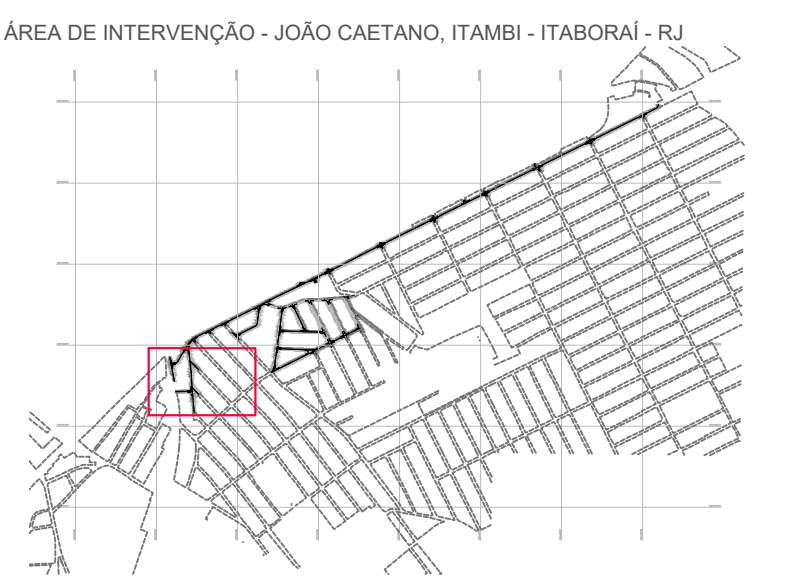 ÁREA DE INTERVENÇÃO - JOÃO CAETANO, ITAMBI - ITABORAÍ - RJ